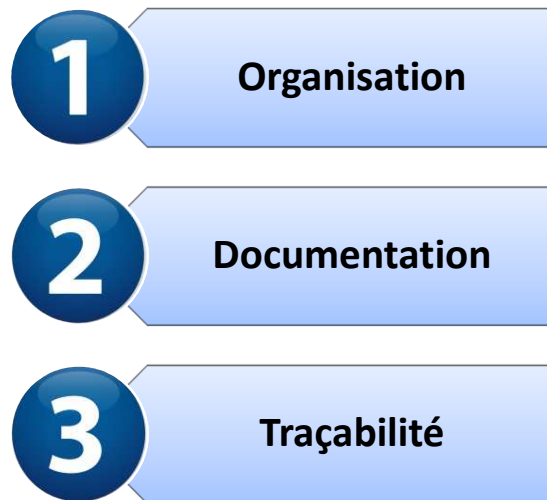 1
Organisation
2
Documentation
3
Traçabilité